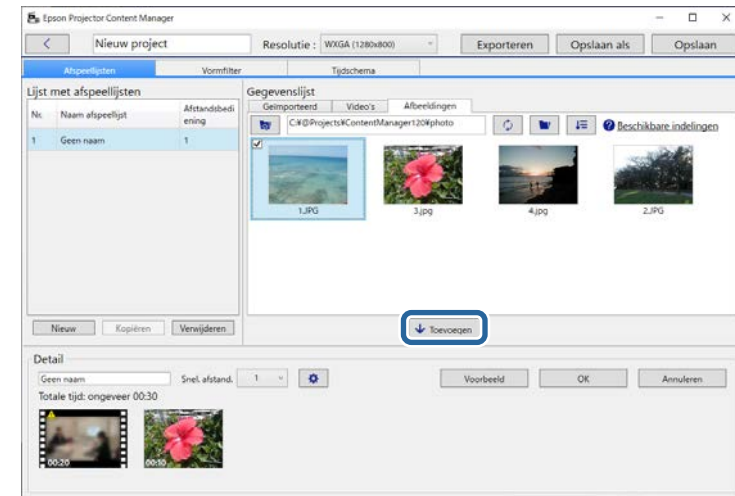 Epson Projector Content Manager
Nieuw project
Resolutie : WXGA (1280x800)
Exporteren
Opslaan als
Opslaan
Afspeellijsten
Vormfilter
Tijdschema
Lijst met afspeellijsten
Nr. Naam afspeellijst Afstandsbedi
ening
1 Geen naam 1
Nieuw
Kopiëren
Verwijderen
Gegevenslijst
Geïmporteerd
Video's
Afbeeldingen
C:¥@Projects¥ContentManager120¥photo
Beschikbare indelingen
1.JPG
3.jpg
4.jpg
2.JPG
Toevoegen
Detail
Geen naam
Snel. afstand. 1
Voorbeeld
OK
Annuleren
Totale tijd: ongeveer 00:30
00:20
00:10